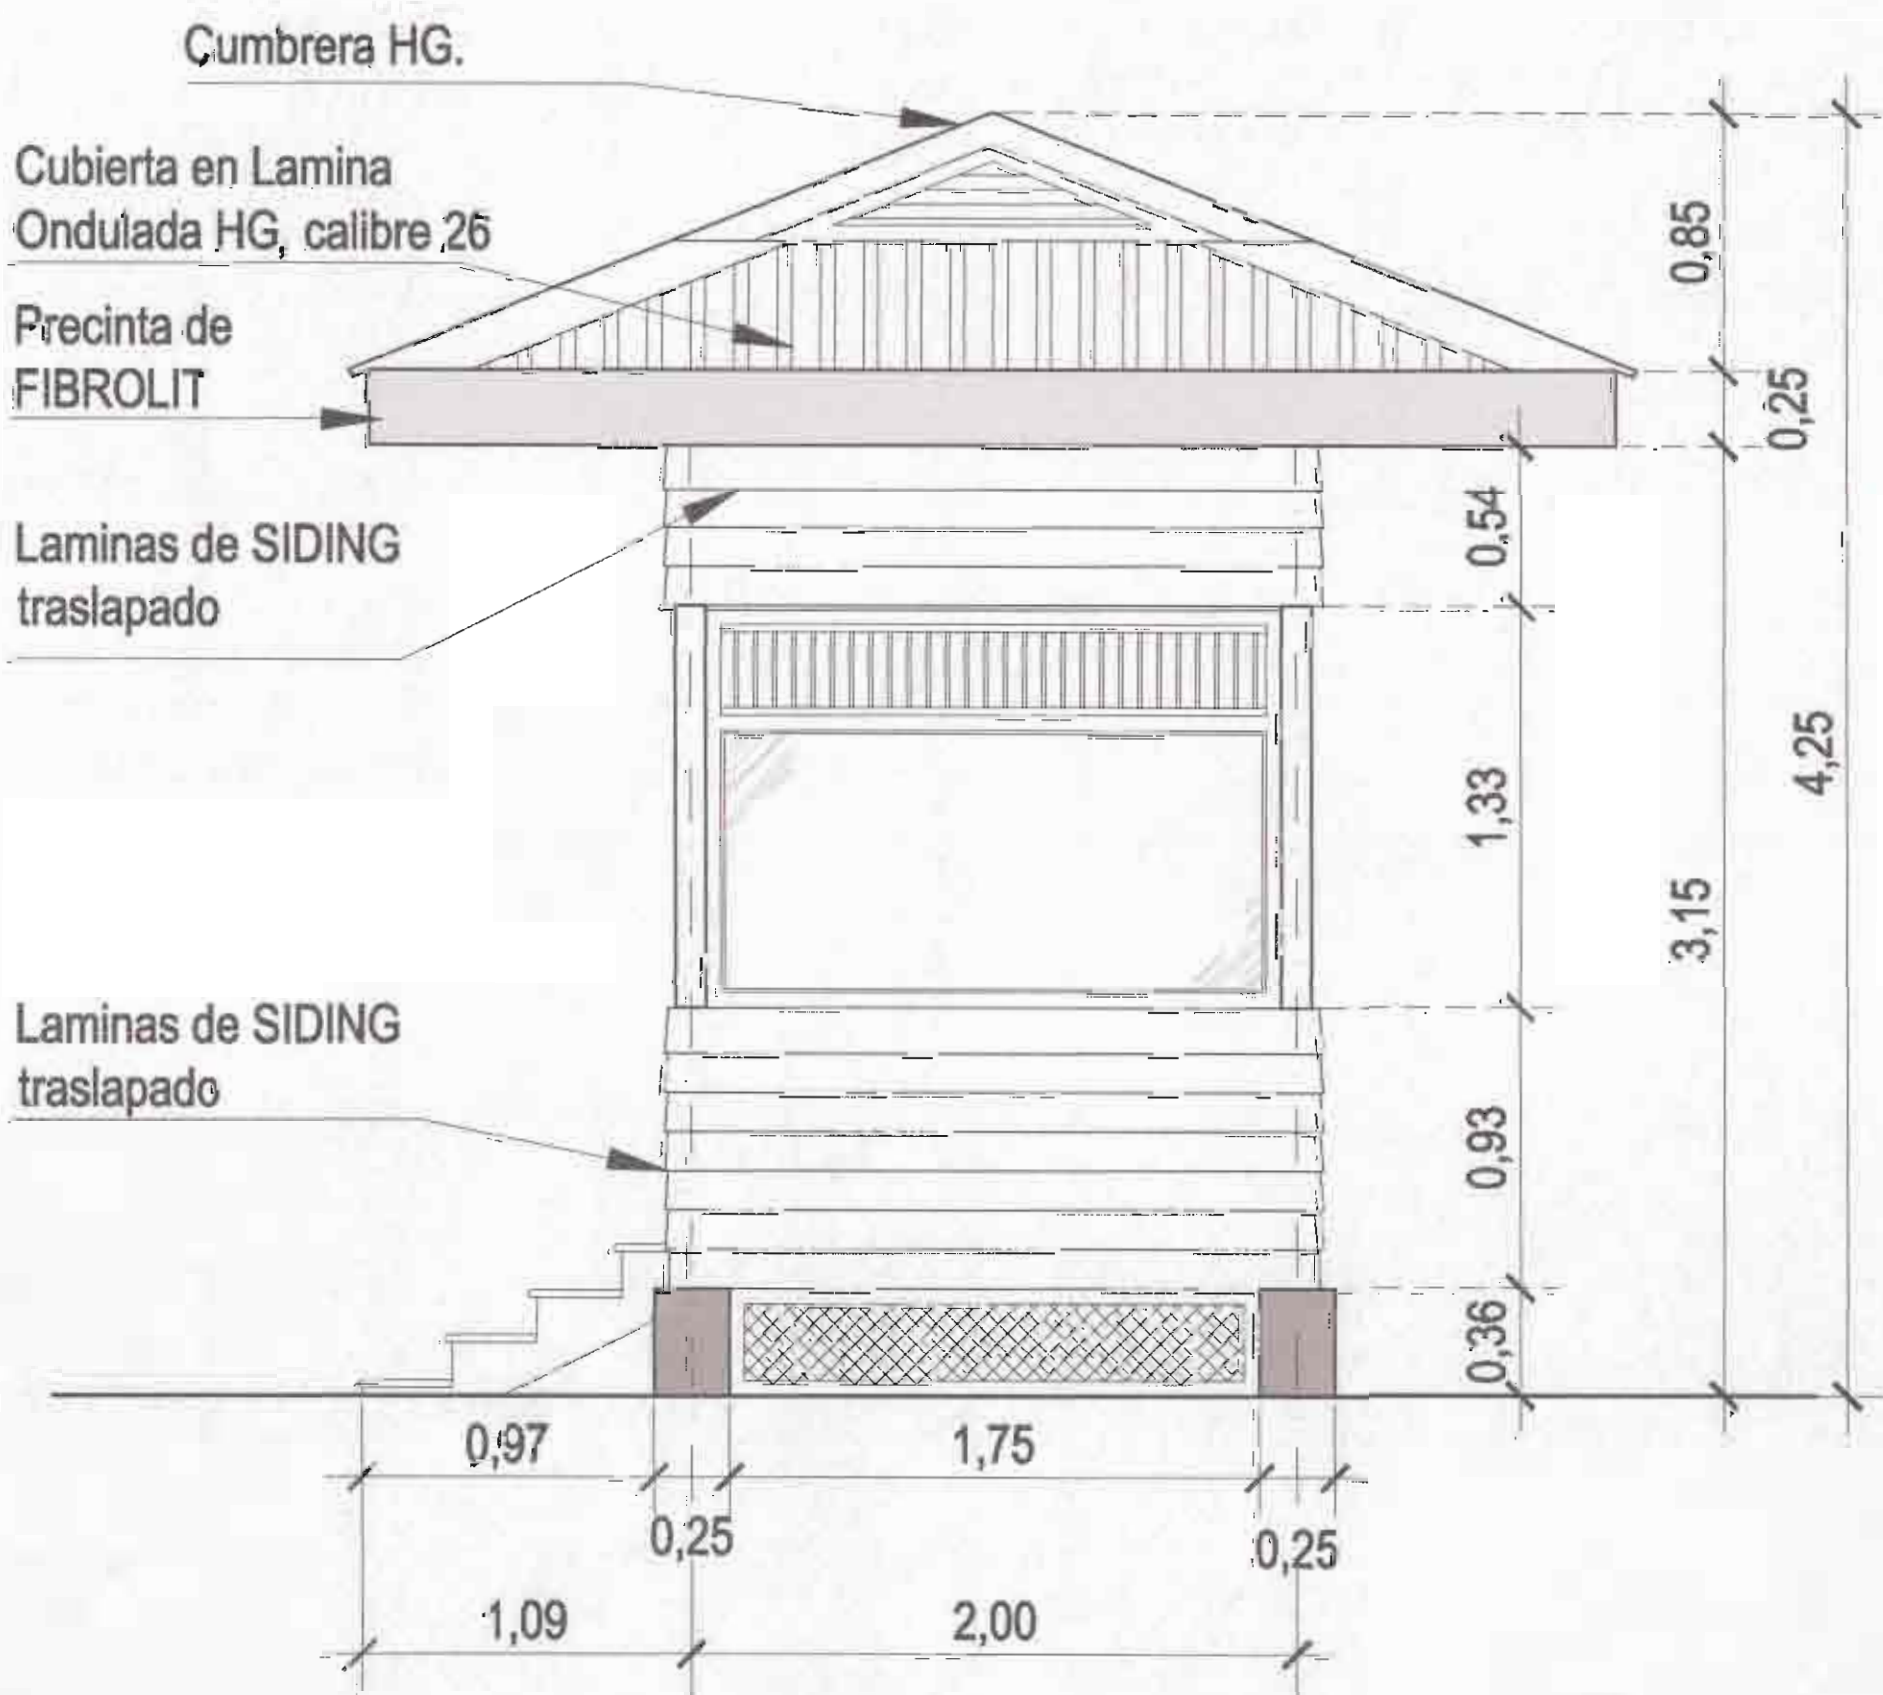 Cumbrera HG.
Cubierta en Lamina
Ondulada HG, calibre 26
Precinta de
FIBROLIT
Laminas de SIDING
traslapado
Laminas de SIDING
traslapado
0,85
0,25
0,54
1,33
4,25
3,15
0,93
0,36
0,97
1,75
0,25
0,25
1,09
2,00